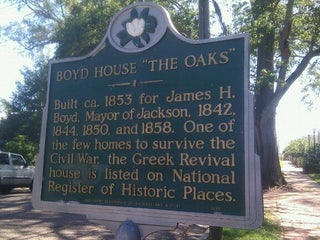 BOYD HOUSE "THE OAKS"
Built ca. 1853 for James H.
Boyd, Mayor of Jackson, 1842,
1844, 1850, and 1858. One of
the few homes to survive the
Civil War, the Greek Revival
house is listed on National
Register of Historic Places.